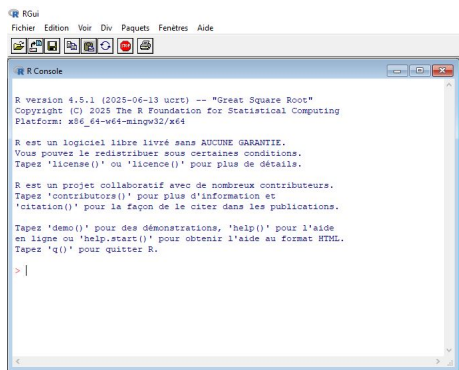 RGui
Fichier Edition Voir Div Paquets Fenêtres Aide
STOP
R Console
R version 4.5.1 (2025-06-13 ucrt) -- "Great Square Root"
Copyright (C) 2025 The R Foundation for Statistical Computing
Platform: x86_64-w64-mingw32/x64
R est un logiciel libre livré sans AUCUNE GARANTIE.
Vous pouvez le redistribuer sous certaines conditions.
Tapez 'license()' ou 'licence()' pour plus de détails.
R est un projet collaboratif avec de nombreux contributeurs.
Tapez 'contributors()' pour plus d'information et
'citation()' pour la façon de le citer dans les publications.
Tapez 'demo()' pour des démonstrations, 'help()' pour l'aide
en ligne ou 'help.start()' pour obtenir l'aide au format HTML.
Tapez 'q()' pour quitter R.
>